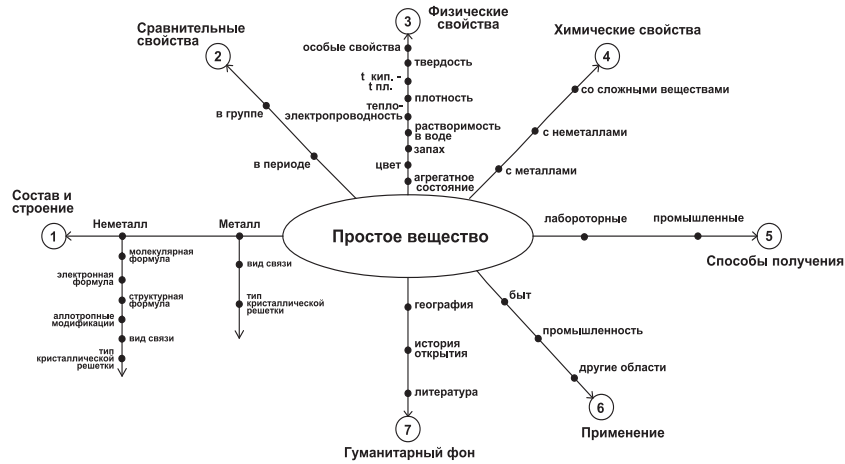 Физические
свойства
3
особые свойства
твердость
t кип. -
t пл.
плотность
тепло-
электропроводность
растворимость
в воде
запах
цвет
агрегатное
состояние
Сравнительные
свойства
2
в группе
в периоде
Химические свойства
4
со сложными веществами
с неметаллами
с металлами
Состав и
строение
1
Неметалл
молекулярная
формула
электронная
формула
структурная
формула
аллотропные
модификации
вид связи
тип
кристаллической
решетки
Металл
вид связи
тип
кристаллической
решетки
Простое вещество
лабороторные
промышленные
5
Способы получения
география
история
открытия
литература
7
Гуманитарный фон
быт
промышленность
другие области
6
Применение